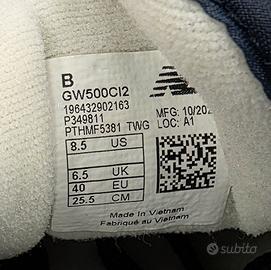 B
GW500CI2
196432902163
P349811
PTHMF5381 TWG
MFG: 10/202
LOC: A1
8.5 US
6.5 UK
40 EU
25.5 CM
Made in Vietnam
Fabriqué au Vietnam
subito